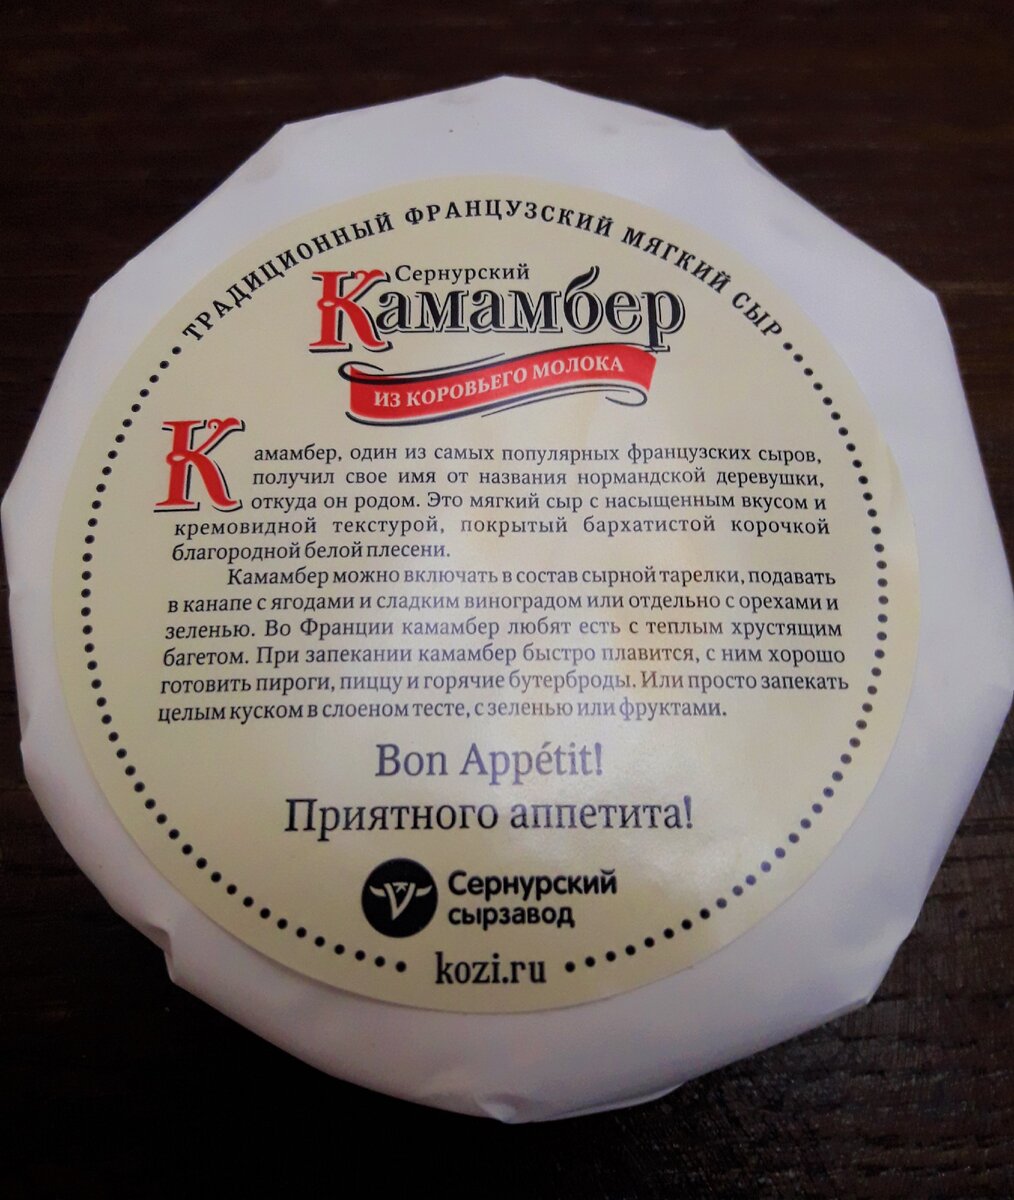 ТРАДИЦИОННЫЙ ФРАНЦУЗСКИЙ МЯГКИЙ СЫР
Сернурский
Камамбер
ИЗ КОРОВЬЕГО МОЛОКА
Камамбер, один из самых популярных французских сыров,
получил свое имя от названия нормандской деревушки,
откуда он родом. Это мягкий сыр с насыщенным вкусом и
кремовидной текстурой, покрытый бархатистой корочкой
благородной белой плесени.
Камамбер можно включать в состав сырной тарелки, подавать
в канапе с ягодами и сладким виноградом или отдельно с орехами и
зеленью. Во Франции камамбер любят есть с теплым хрустящим
багетом. При запекании камамбер быстро плавится, с ним хорошо
готовить пироги, пиццу и горячие бутерброды. Или просто запекать
целым куском в слоеном тесте, с зеленью или фруктами.
Bon Appétit!
Приятного аппетита!
Сернурский
сырзавод
kozi.ru